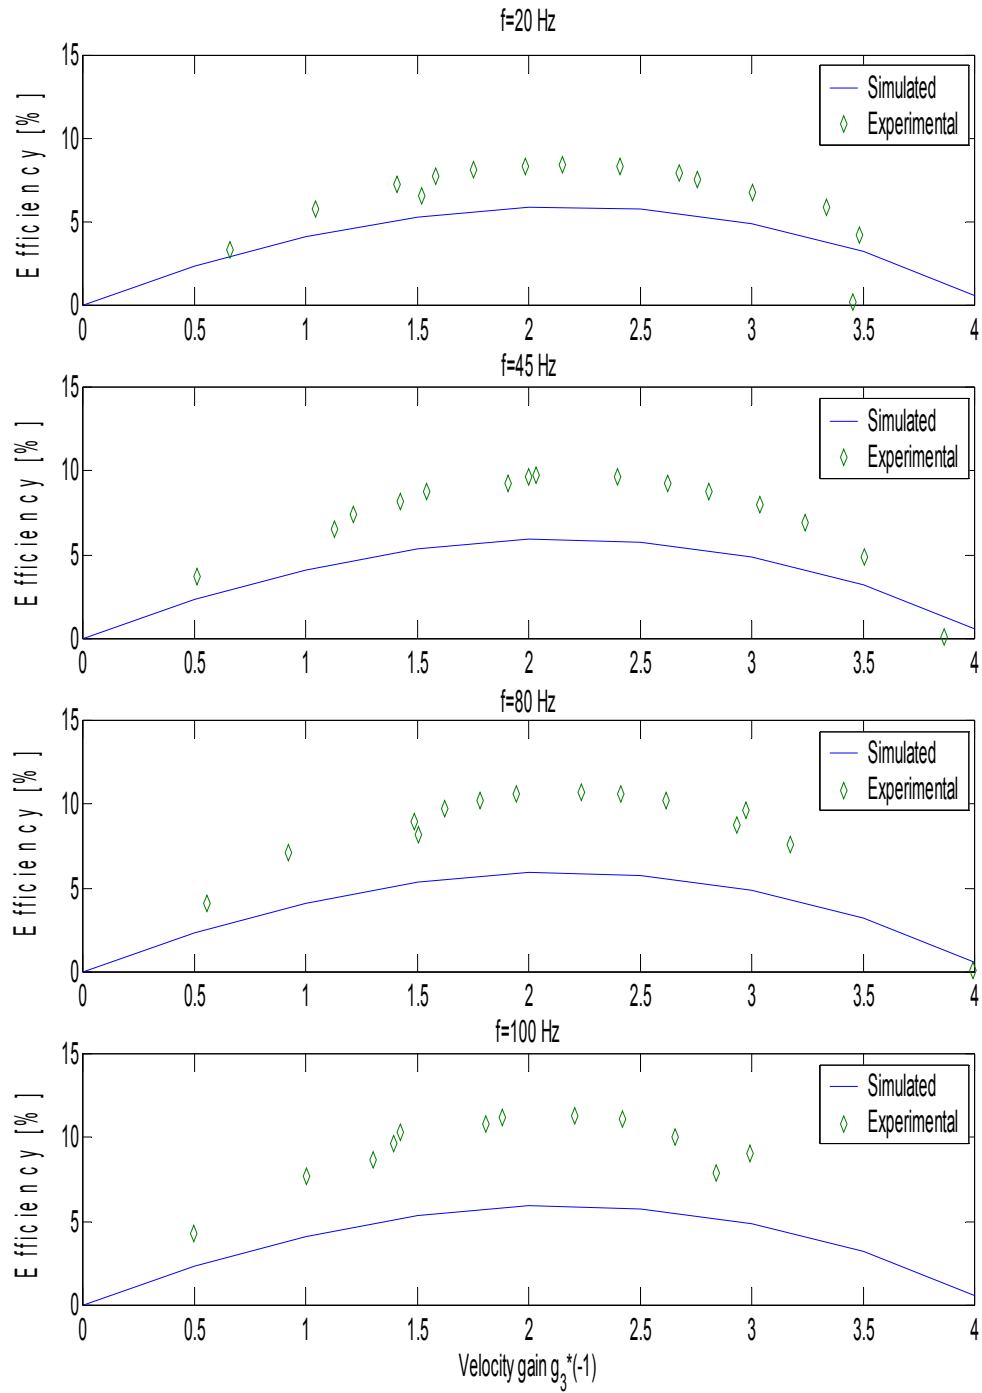 f=20 Hz
15
10
5
0
Efficiency [%]
Simulated
Experimental
0 0.5 1 1.5 2 2.5 3 3.5 4
f=45 Hz
15
10
5
0
Efficiency [%]
Simulated
Experimental
0 0.5 1 1.5 2 2.5 3 3.5 4
f=80 Hz
15
10
5
0
Efficiency [%]
Simulated
Experimental
0 0.5 1 1.5 2 2.5 3 3.5 4
f=100 Hz
15
10
5
0
Efficiency [%]
Simulated
Experimental
0 0.5 1 1.5 2 2.5 3 3.5 4
Velocity gain g₃*(-1)